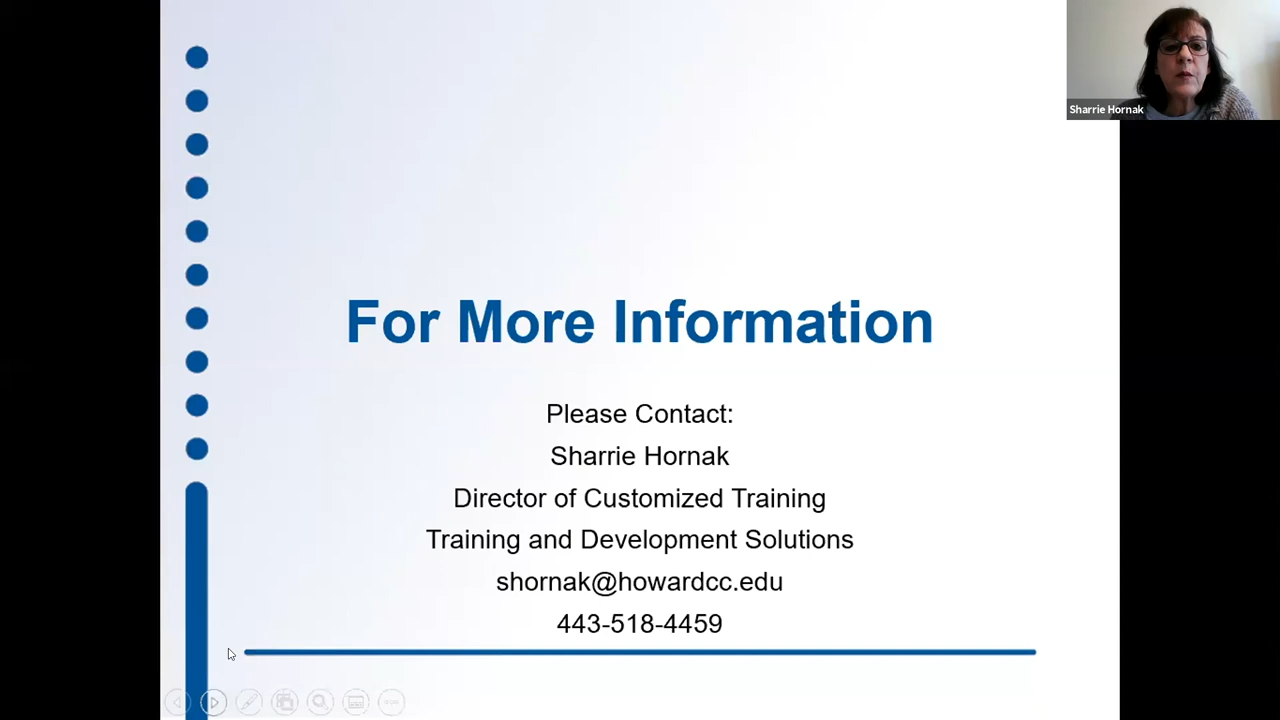 Sharrie Hornak
For More Information
Please Contact:
Sharrie Hornak
Director of Customized Training
Training and Development Solutions
shornak@howardcc.edu
443-518-4459